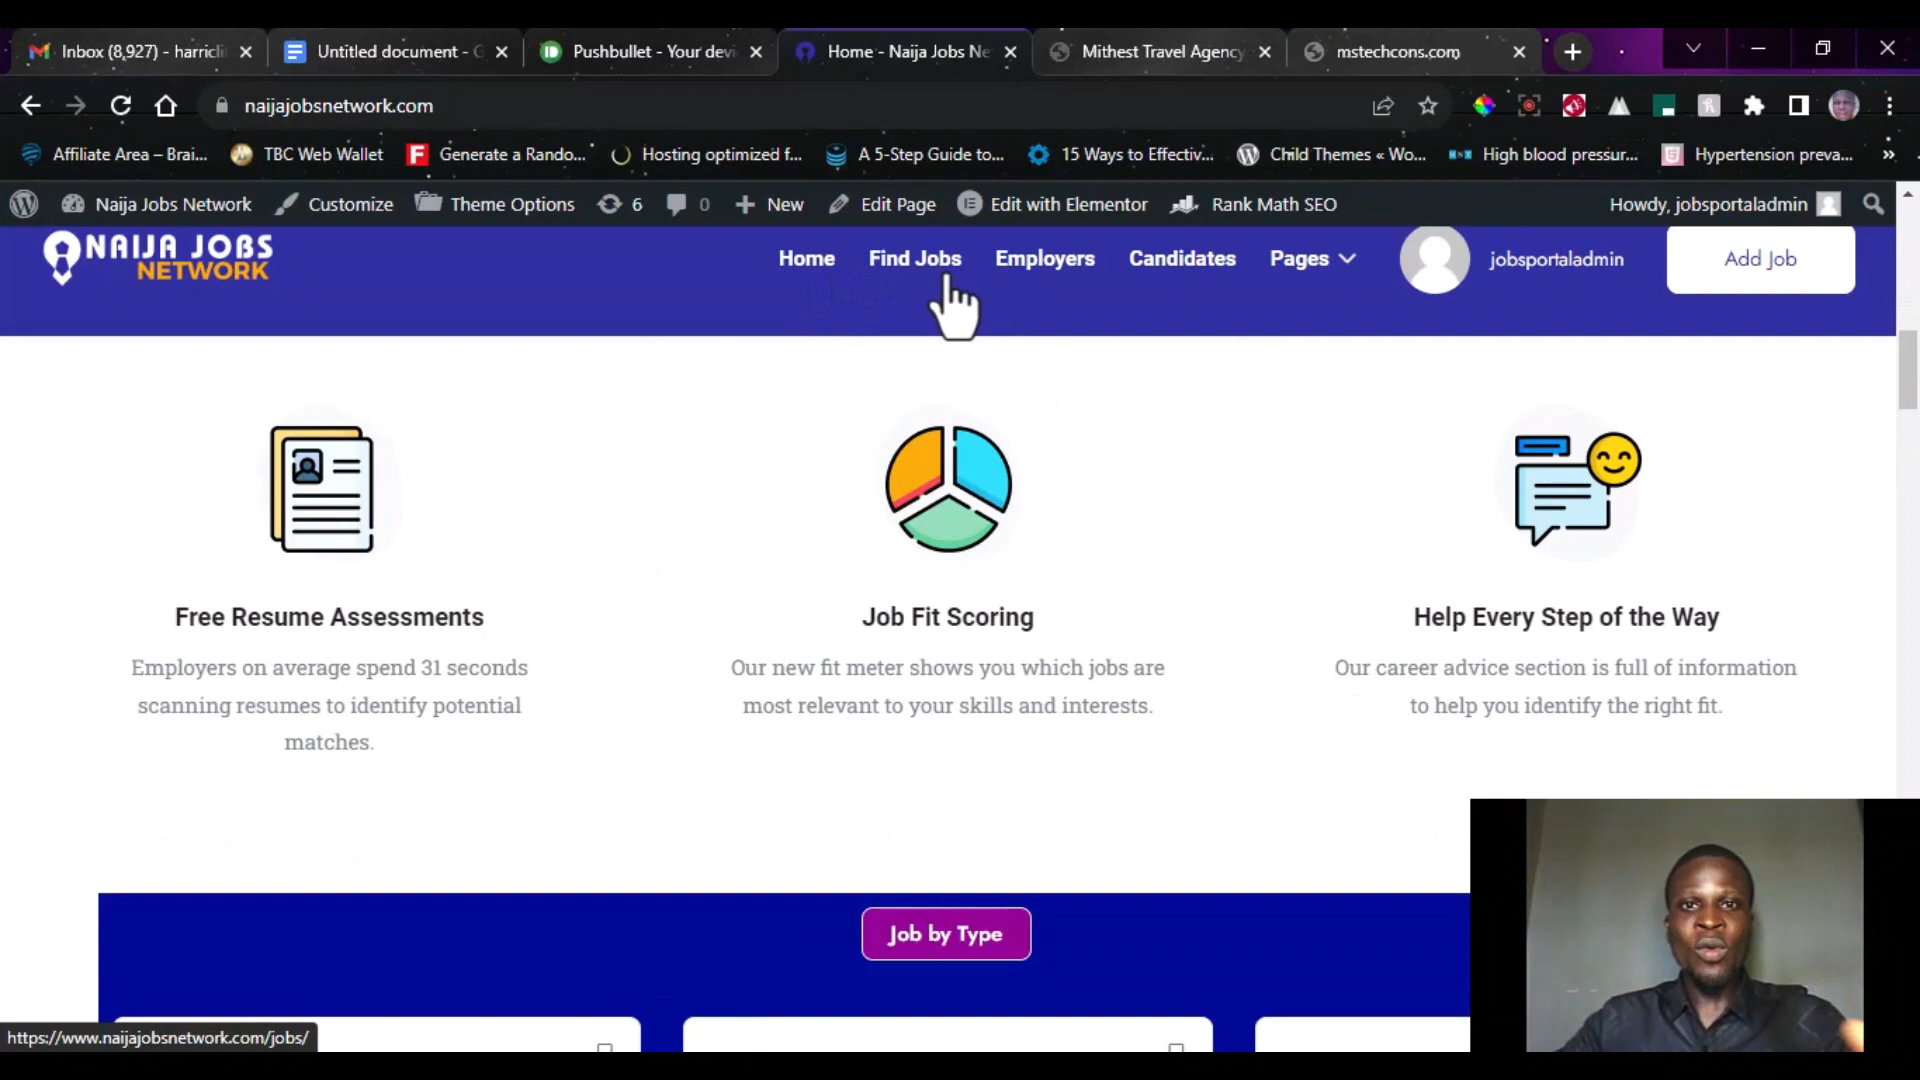 Inbox (8,927) - harricli
Untitled document - G
Pushbullet - Your devi
Home - Naija Jobs Ne
Mithest Travel Agency
mstechcons.com
naijajobsnetwork.com
Affiliate Area – Brai...
TBC Web Wallet
Generate a Rando...
Hosting optimized f...
A 5-Step Guide to...
15 Ways to Effectiv...
Child Themes « Wo...
High blood pressur...
Hypertension preva...
»
Naija Jobs Network
Customize
Theme Options
6
0
New
Edit Page
Edit with Elementor
Rank Math SEO
Howdy, jobsportaladmin
NAIJA JOBS
NETWORK
Home
Find Jobs
Employers
Candidates
Pages
jobsportaladmin
Add Job
Free Resume Assessments
Employers on average spend 31 seconds
scanning resumes to identify potential
matches.
Job Fit Scoring
Our new fit meter shows you which jobs are
most relevant to your skills and interests.
Help Every Step of the Way
Our career advice section is full of information
to help you identify the right fit.
Job by Type
https://www.naijajobsnetwork.com/jobs/